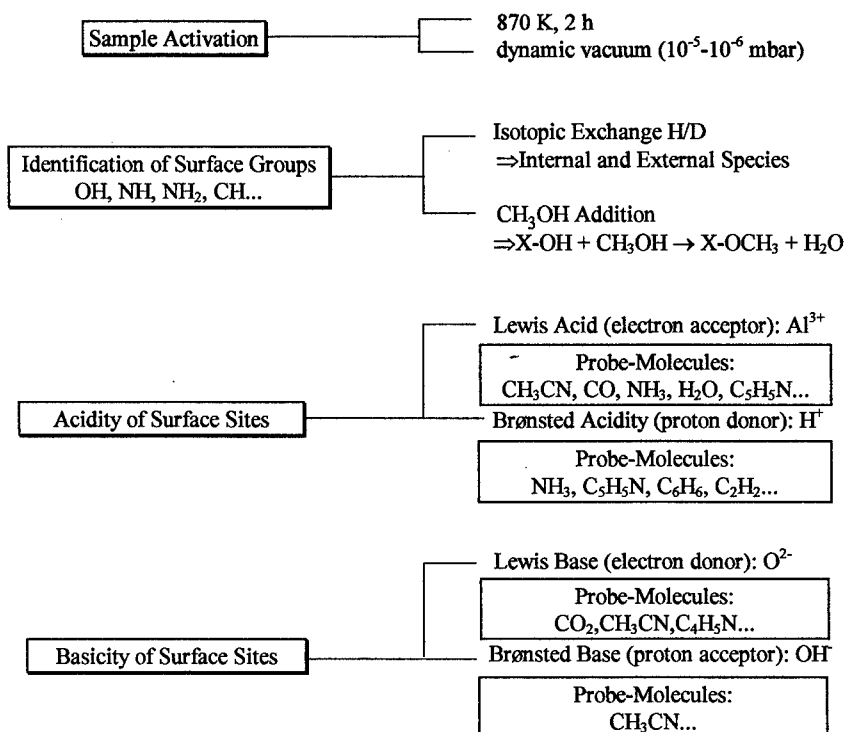 Sample Activation
870 K, 2 h
dynamic vacuum (10⁻⁵-10⁻⁶ mbar)
Identification of Surface Groups
OH, NH, NH₂, CH...
Isotopic Exchange H/D
⇒Internal and External Species
CH₃OH Addition
⇒X-OH + CH₃OH → X-OCH₃ + H₂O
Acidity of Surface Sites
Lewis Acid (electron acceptor): Al³⁺
Probe-Molecules:
CH₃CN, CO, NH₃, H₂O, C₅H₅N...
Brønsted Acidity (proton donor): H⁺
Probe-Molecules:
NH₃, C₅H₅N, C₆H₆, C₂H₂...
Basicity of Surface Sites
Lewis Base (electron donor): O²⁻
Probe-Molecules:
CO₂,CH₃CN,C₄H₅N...
Brønsted Base (proton acceptor): OH⁻
Probe-Molecules:
CH₃CN...